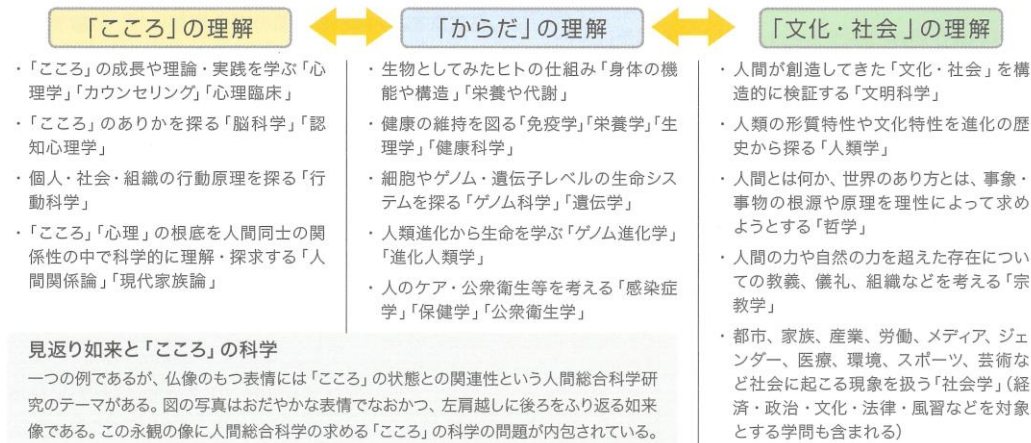 「こころ」の理解
・「こころ」の成長や理論・実践を学ぶ「心
理学」「カウンセリング」「心理臨床」
・「こころ」のありかを探る「脳科学」「認
知心理学」
・個人・社会・組織の行動原理を探る「行
動科学」
・「こころ」「心理」の根底を人間同士の関
係性の中で科学的に理解・探求する「人
間関係論」「現代家族論」
「からだ」の理解
・生物としてみたヒトの仕組み「身体の機
能や構造」「栄養や代謝」
・健康の維持を図る「免疫学」「栄養学」「生
理学」「健康科学」
・細胞やゲノム・遺伝子レベルの生命シス
テムを探る「ゲノム科学」「遺伝学」
・人類進化から生命を学ぶ「ゲノム進化学」
「進化人類学」
・人のケア・公衆衛生等を考える「感染症
学」「保健学」「公衆衛生学」
「文化・社会」の理解
・人間が創造してきた「文化・社会」を構
造的に検証する「文明科学」
・人類の形質特性や文化特性を進化の歴
史から探る「人類学」
・人間とは何か、世界のあり方とは、事象・
事物の根源や原理を理性によって求め
ようとする「哲学」
・人間の力や自然の力を超えた存在につい
ての教義、儀礼、組織などを考える「宗
教学」
・都市、家族、産業、労働、メディア、ジェ
ンダー、医療、環境、スポーツ、芸術な
ど社会に起こる現象を扱う「社会学」(経
済・政治・文化・法律・風習などを対象
とする学問も含まれる)
見返り如来と「こころ」の科学
一つの例であるが、仏像のもつ表情には「こころ」の状態との関連性という人間総合科学研
究のテーマがある。図の写真はおだやかな表情でなおかつ、左肩越しに後ろをふり返る如来
像である。この永観の像に人間総合科学の求める「こころ」の科学の問題が内包されている。